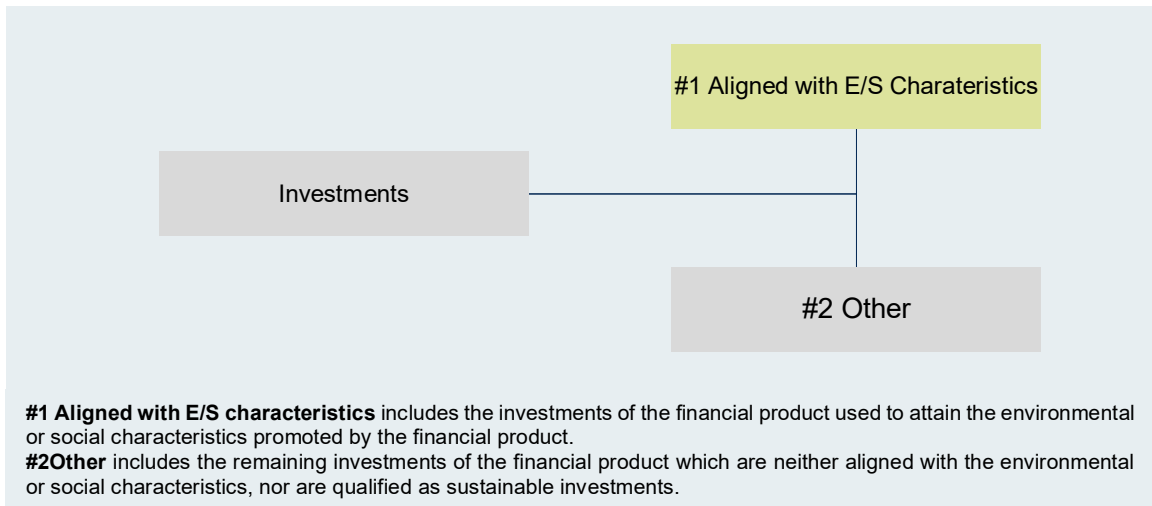 #1 Aligned with E/S Charateristics
Investments
#2 Other
#1 Aligned with E/S characteristics includes the investments of the financial product used to attain the environmental
or social characteristics promoted by the financial product.
#2Other includes the remaining investments of the financial product which are neither aligned with the environmental
or social characteristics, nor are qualified as sustainable investments.